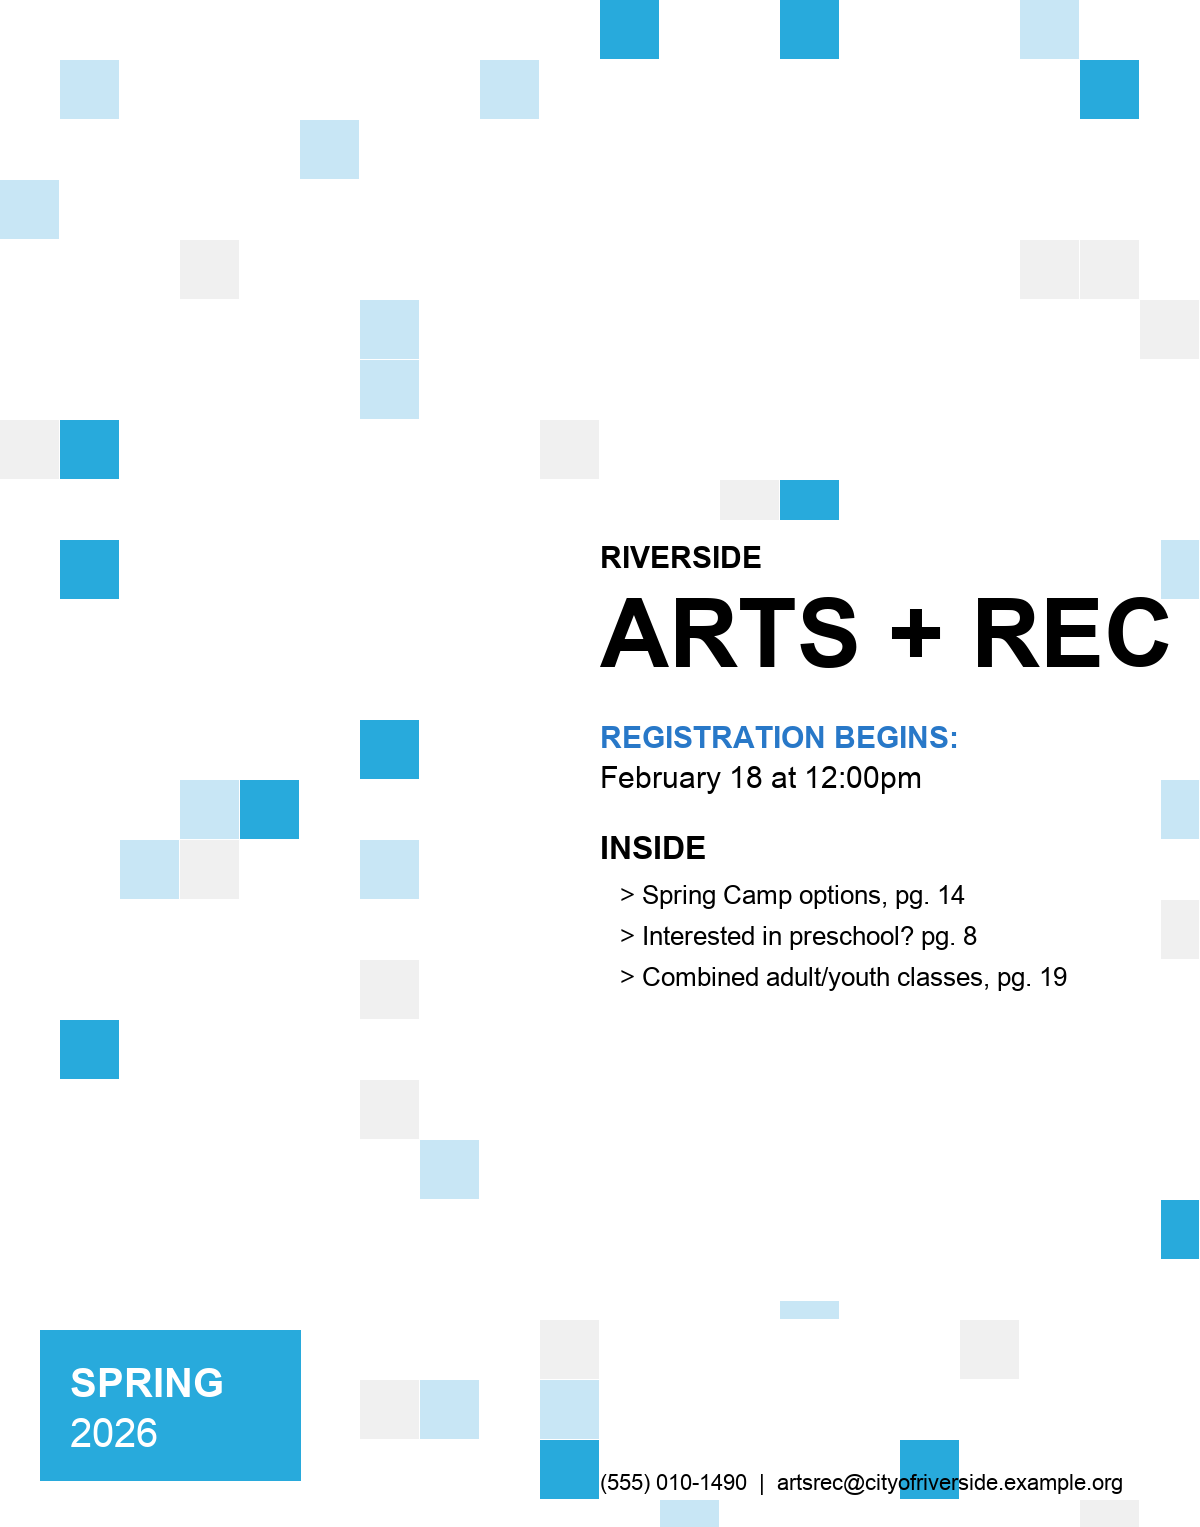 RIVERSIDE
ARTS + REC
REGISTRATION BEGINS:
February 18 at 12:00pm
INSIDE
> Spring Camp options, pg. 14
> Interested in preschool? pg. 8
> Combined adult/youth classes, pg. 19
SPRING
2026
(555) 010-1490 | artsrec@cityofriverside.example.org